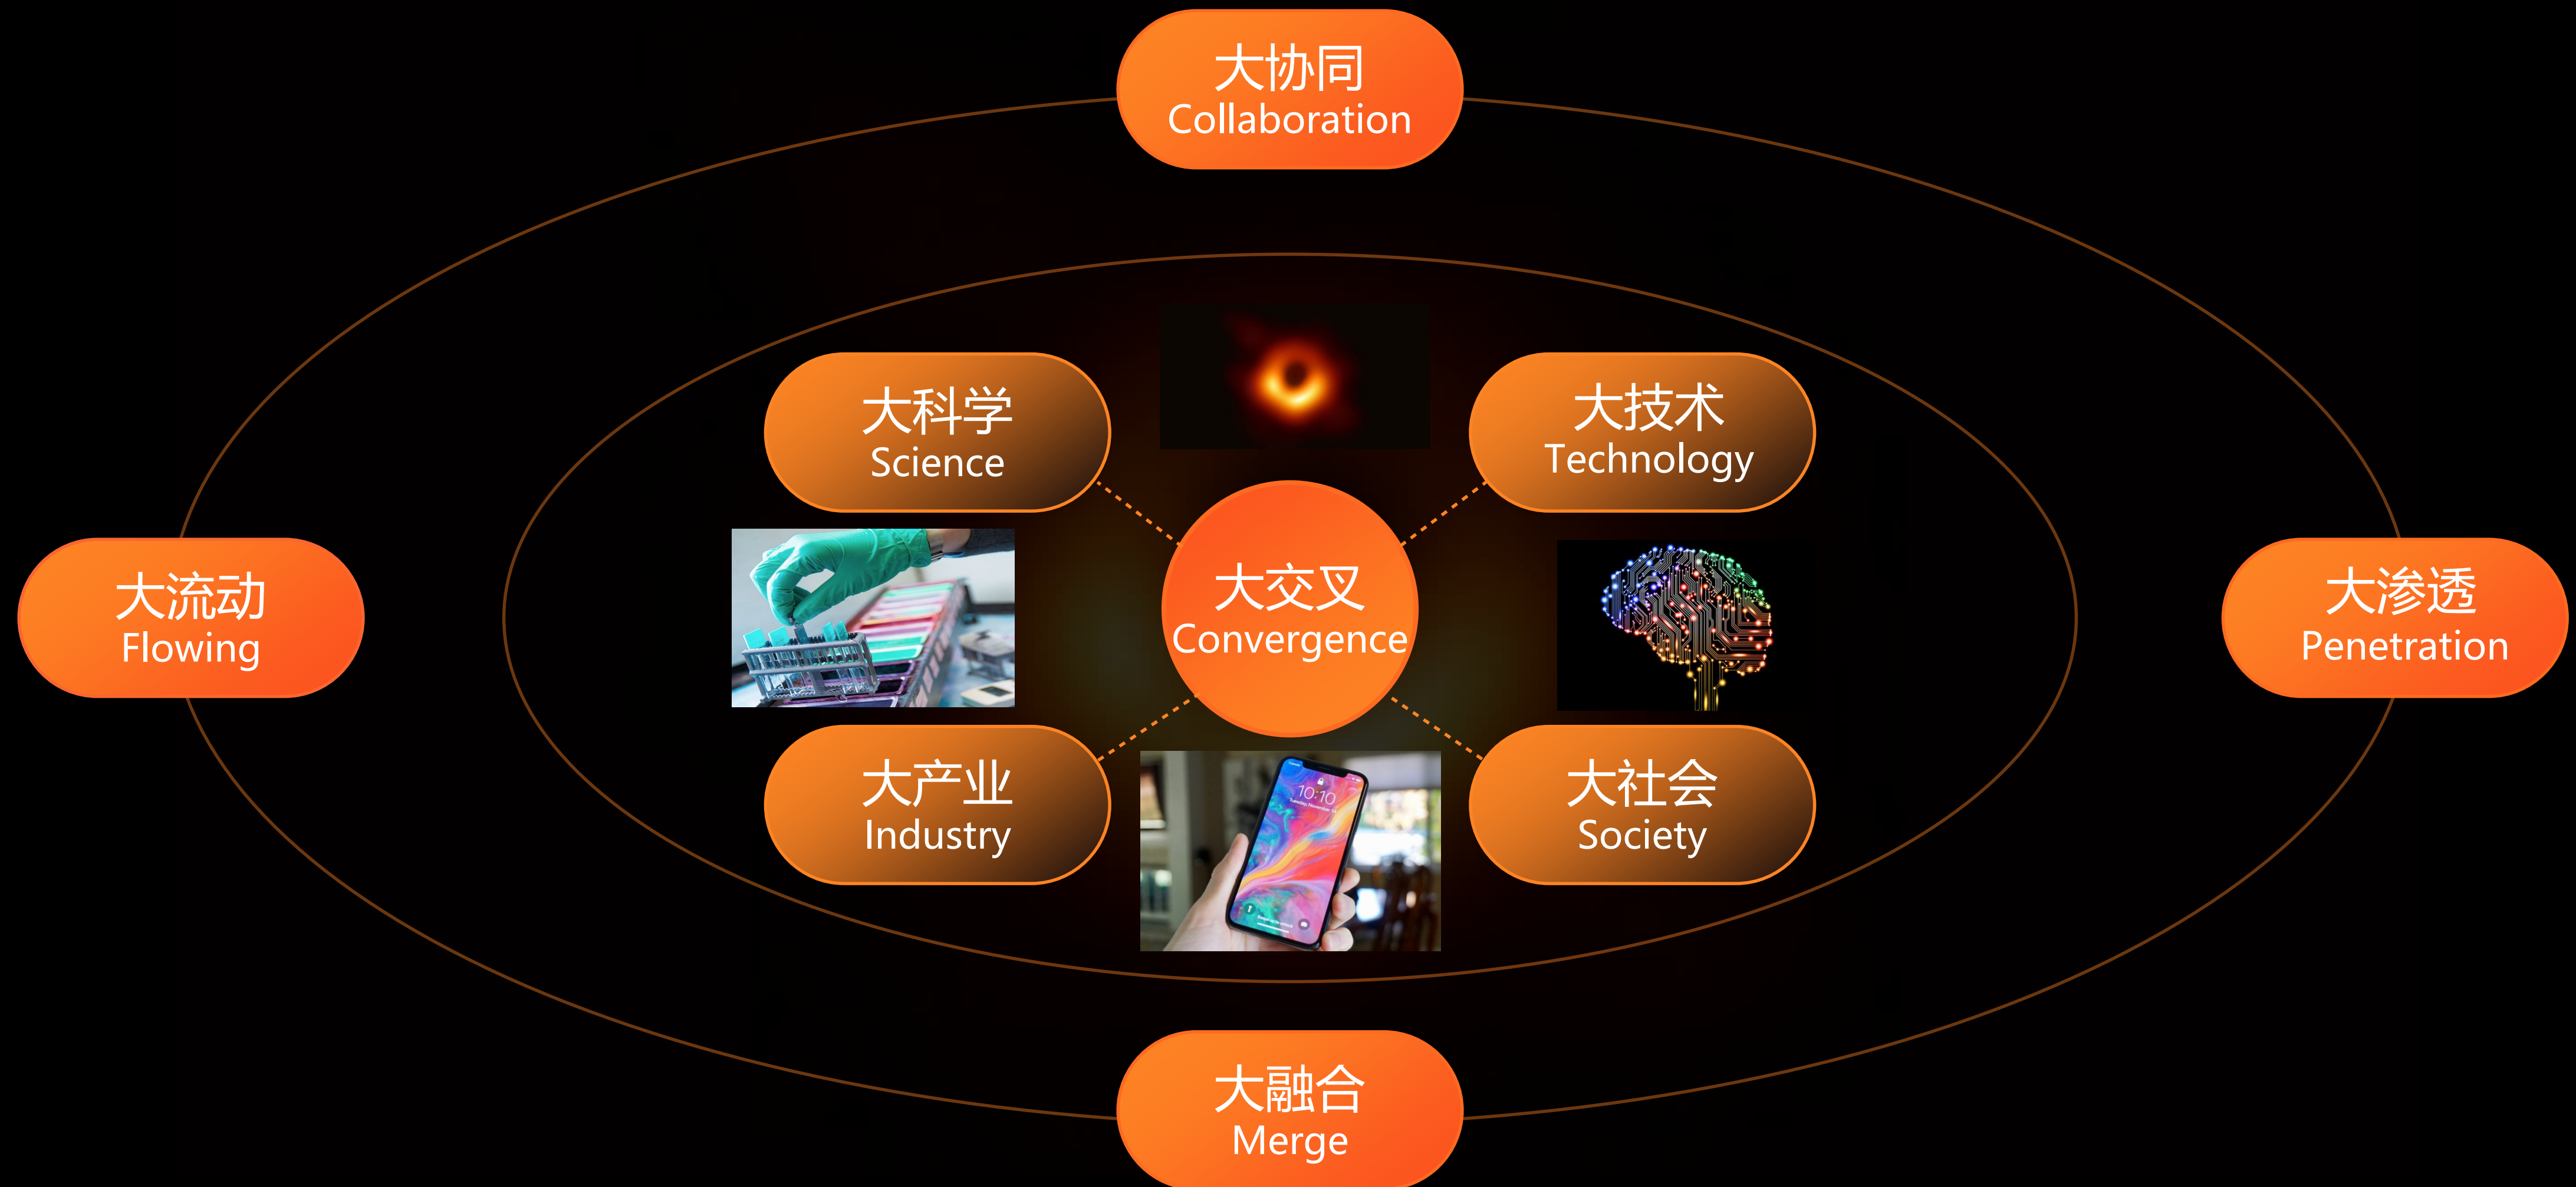 大协同
Collaboration
大科学
Science
大技术
Technology
大流动
Flowing
大交叉
Convergence
大渗透
Penetration
大产业
Industry
10:10
大社会
Society
大融合
Merge